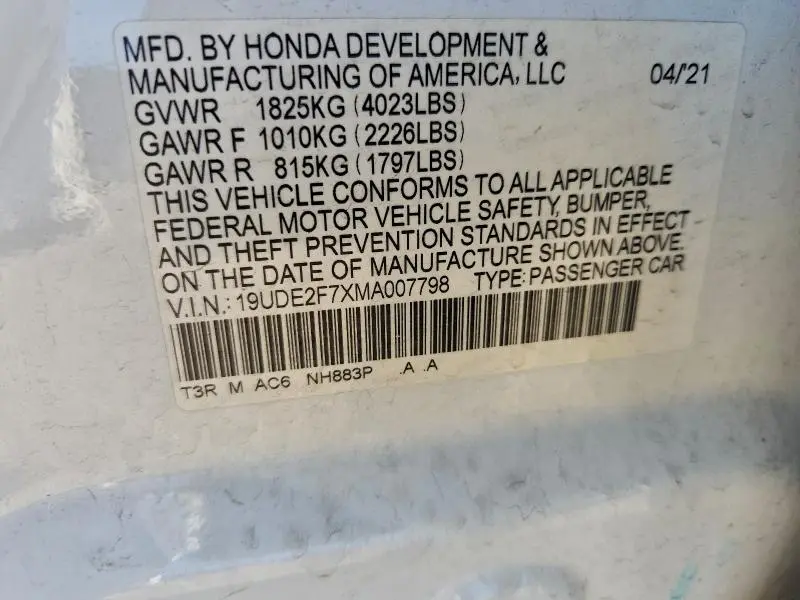 MFD. BY HONDA DEVELOPMENT &
MANUFACTURING OF AMERICA, LLC 04/'21
GVWR 1825KG (4023LBS)
GAWR F 1010KG (2226LBS)
GAWR R 815KG (1797LBS)
THIS VEHICLE CONFORMS TO ALL APPLICABLE
FEDERAL MOTOR VEHICLE SAFETY, BUMPER,
AND THEFT PREVENTION STANDARDS IN EFFECT
ON THE DATE OF MANUFACTURE SHOWN ABOVE.
V.I.N.: 19UDE2F7XMA007798 TYPE: PASSENGER CAR
T3R M AC6 NH883P .A .A